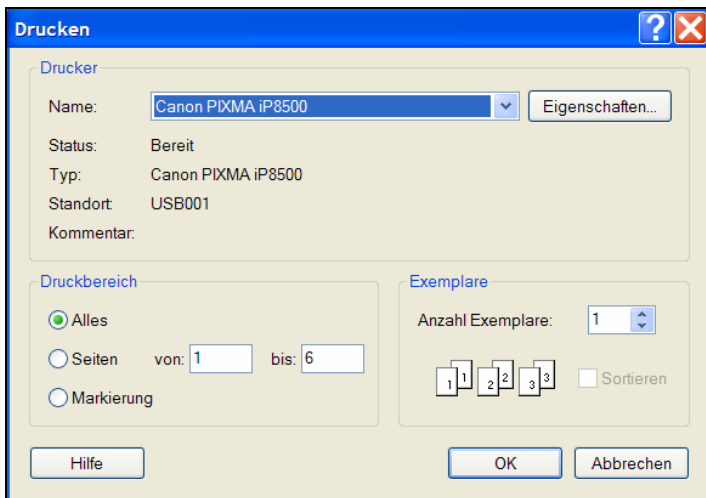 Drucken
Drucker
Name: Canon PIXMA iP8500 Eigenschaften...
Status: Bereit
Typ: Canon PIXMA iP8500
Standort: USB001
Kommentar:
Druckbereich
Alles
Seiten von: 1 bis: 6
Markierung
Exemplare
Anzahl Exemplare: 1
1 1 2 2 3 3 Sortieren
Hilfe OK Abbrechen